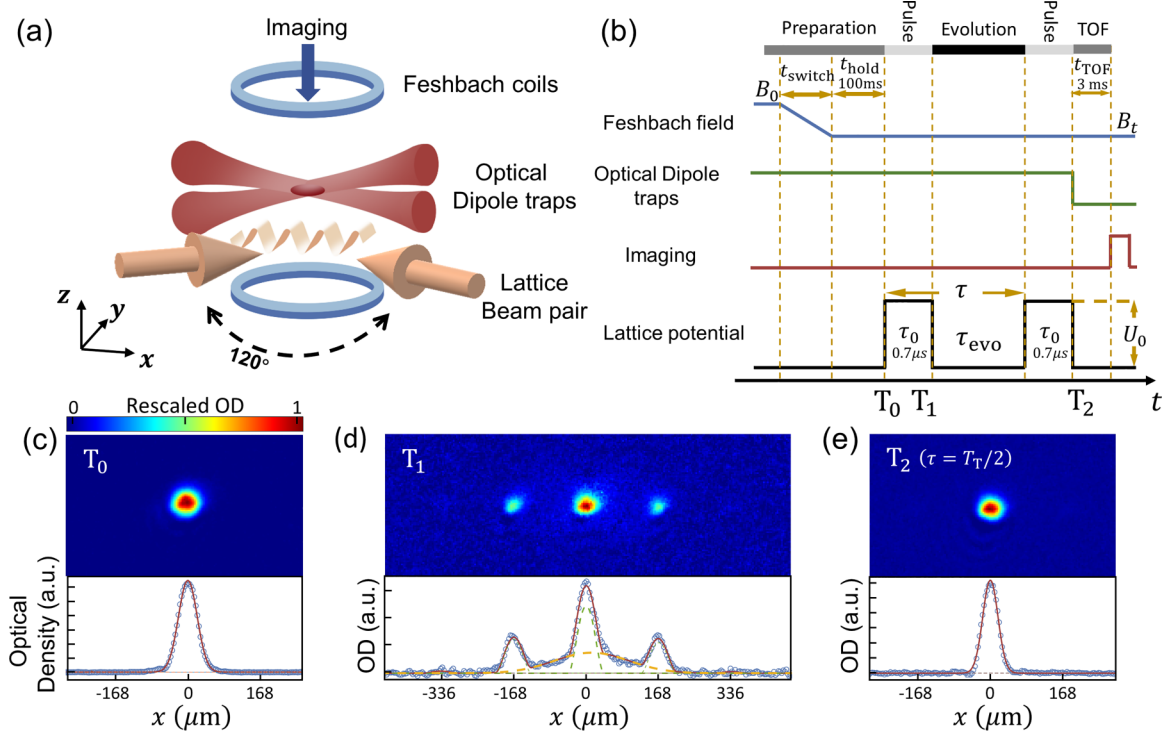 (a)
Imaging
Feshbach coils
Optical
Dipole traps
Lattice
Beam pair
120°
z
y
x
(b)
Preparation
Pulse
Evolution
Pulse
TOF
t_switch
t_hold
100ms
t_TOF
3 ms
B_0
B_t
Feshbach field
Optical Dipole
traps
Imaging
Lattice potential
τ
τ_0
0.7μs
τ_evo
τ_0
0.7μs
U_0
T_0
T_1
T_2
t
0 Rescaled OD 1
(c)
T_0
Optical
Density (a.u.)
-168 0 168
x (μm)
(d)
T_1
OD (a.u.)
-336 -168 0 168 336
x (μm)
(e)
T_2 (τ = T_T/2)
OD (a.u.)
-168 0 168
x (μm)